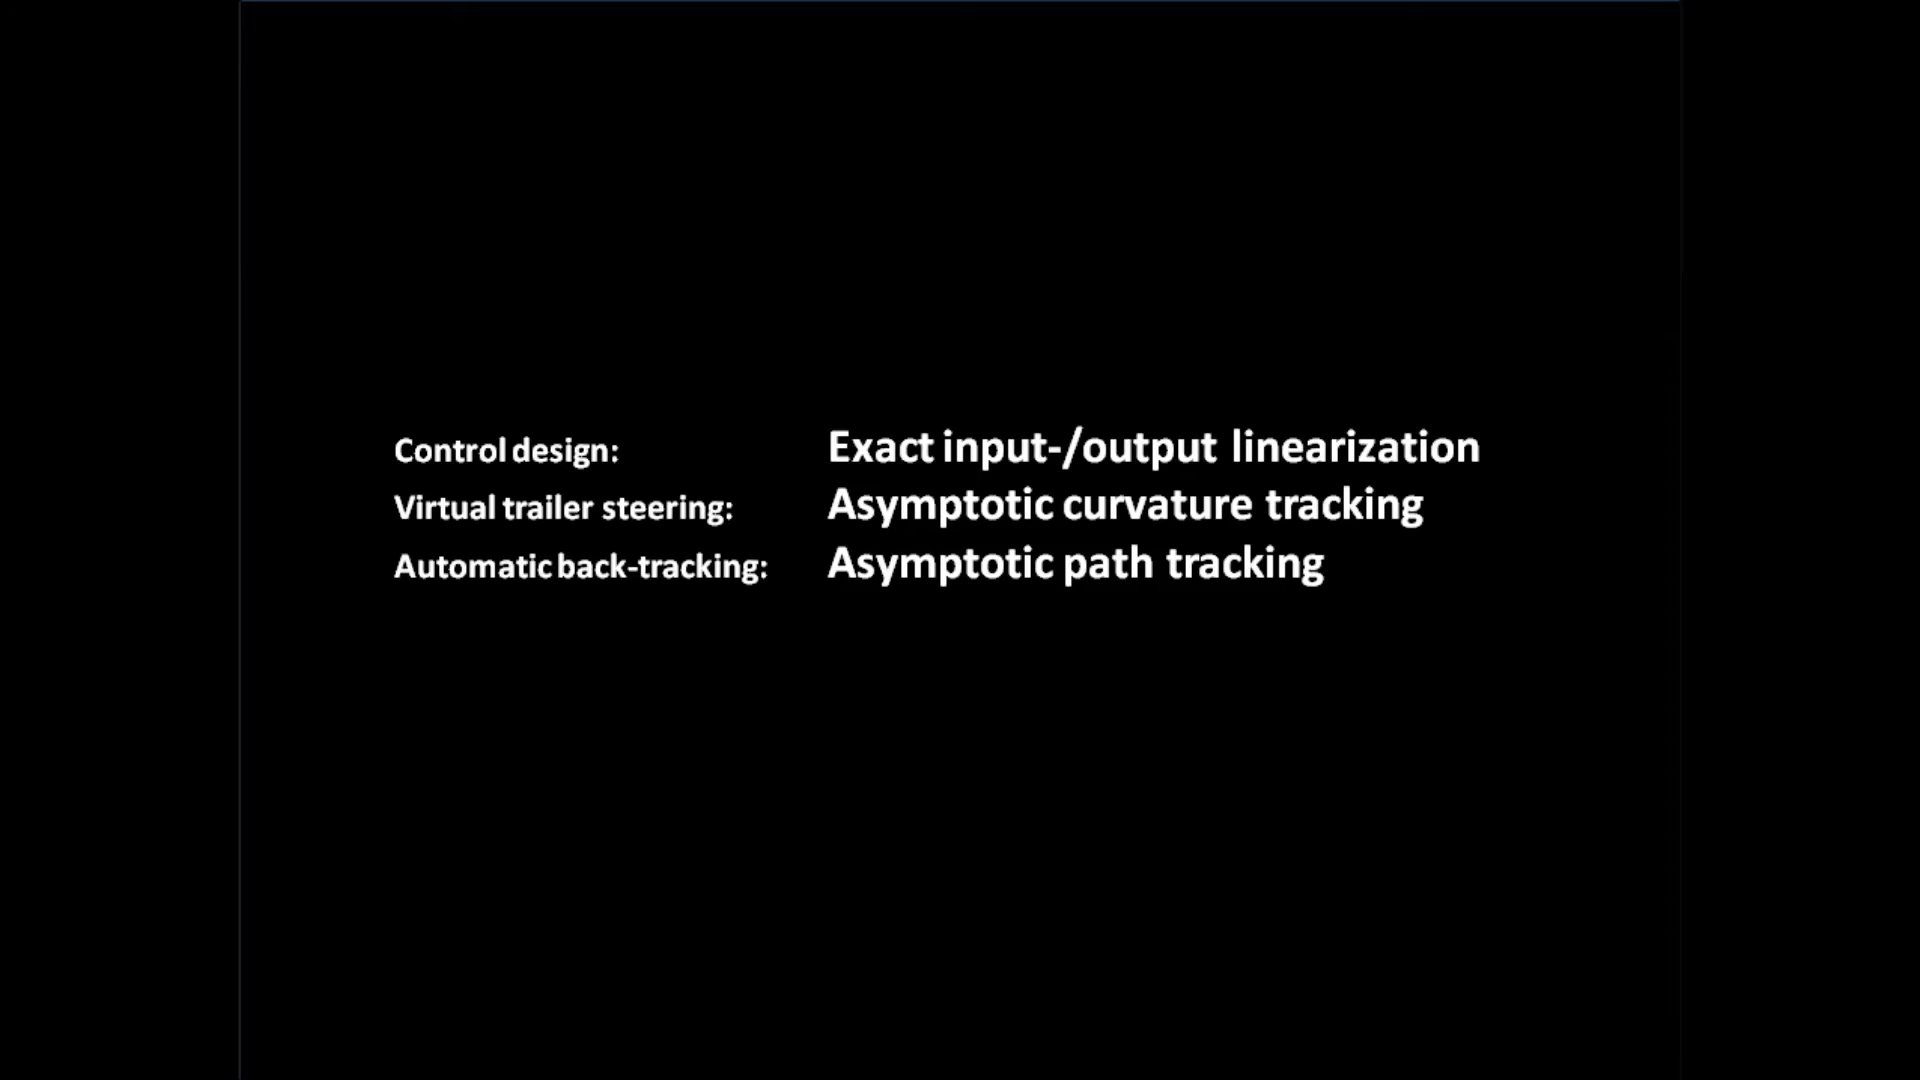 Control design: Exact input-/output linearization
Virtual trailer steering: Asymptotic curvature tracking
Automatic back-tracking: Asymptotic path tracking